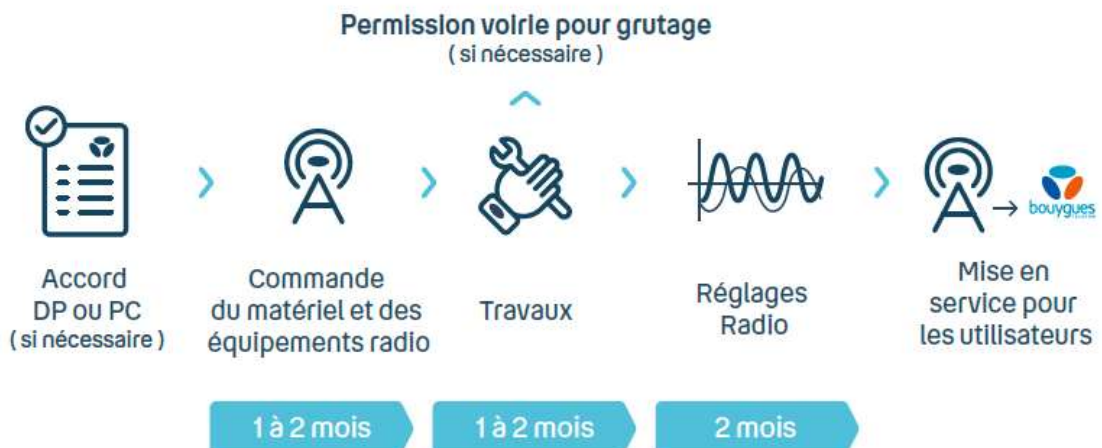 Permission voirie pour grutage
( si nécessaire )
Accord
DP ou PC
( si nécessaire )
Commande
du matériel et des
équipements radio
Travaux
Réglages
Radio
bouygues
Mise en
service pour
les utilisateurs
1 à 2 mois
1 à 2 mois
2 mois